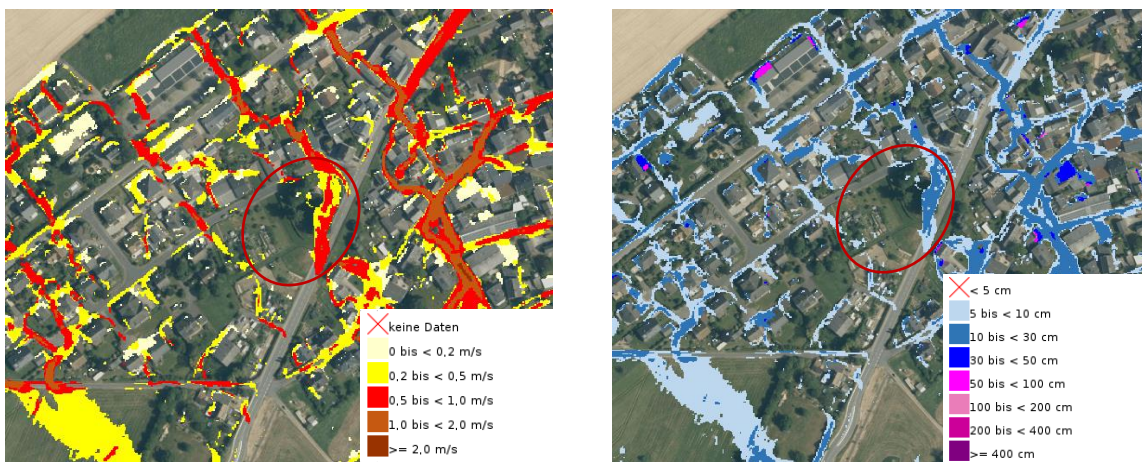 keine Daten
0 bis < 0,2 m/s
0,2 bis < 0,5 m/s
0,5 bis < 1,0 m/s
1,0 bis < 2,0 m/s
>= 2,0 m/s
< 5 cm
5 bis < 10 cm
10 bis < 30 cm
30 bis < 50 cm
50 bis < 100 cm
100 bis < 200 cm
200 bis < 400 cm
>= 400 cm